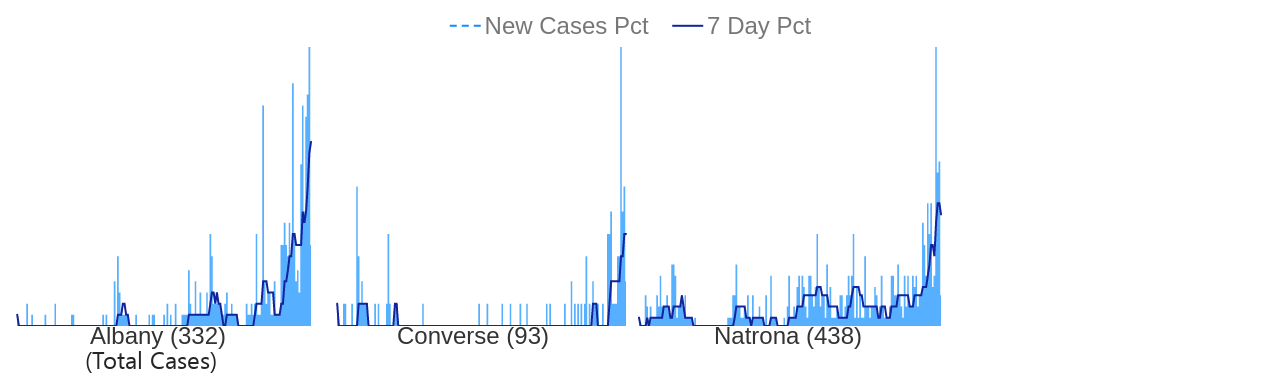 New Cases Pct 7 Day Pct
Albany (332) Converse (93) Natrona (438)
(Total Cases)